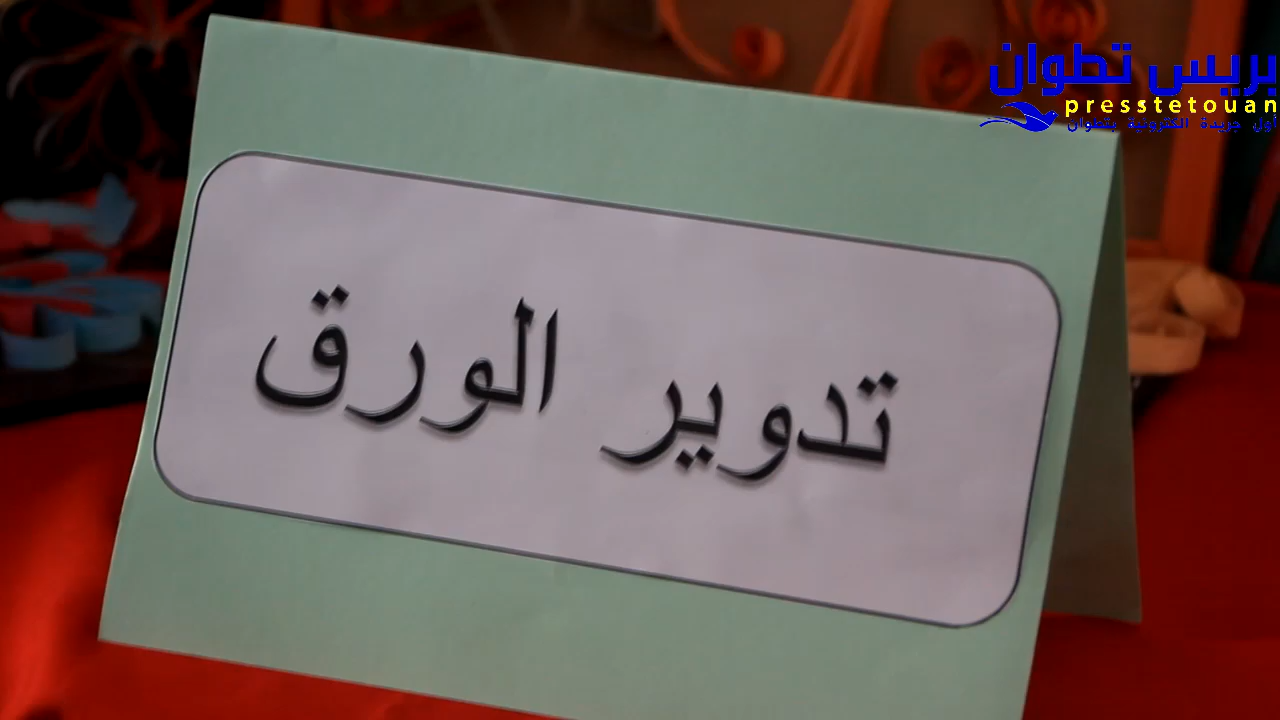 بريس تطوان
presstetouan
أول جريدة الكترونية بتطوان
تدوير الورق